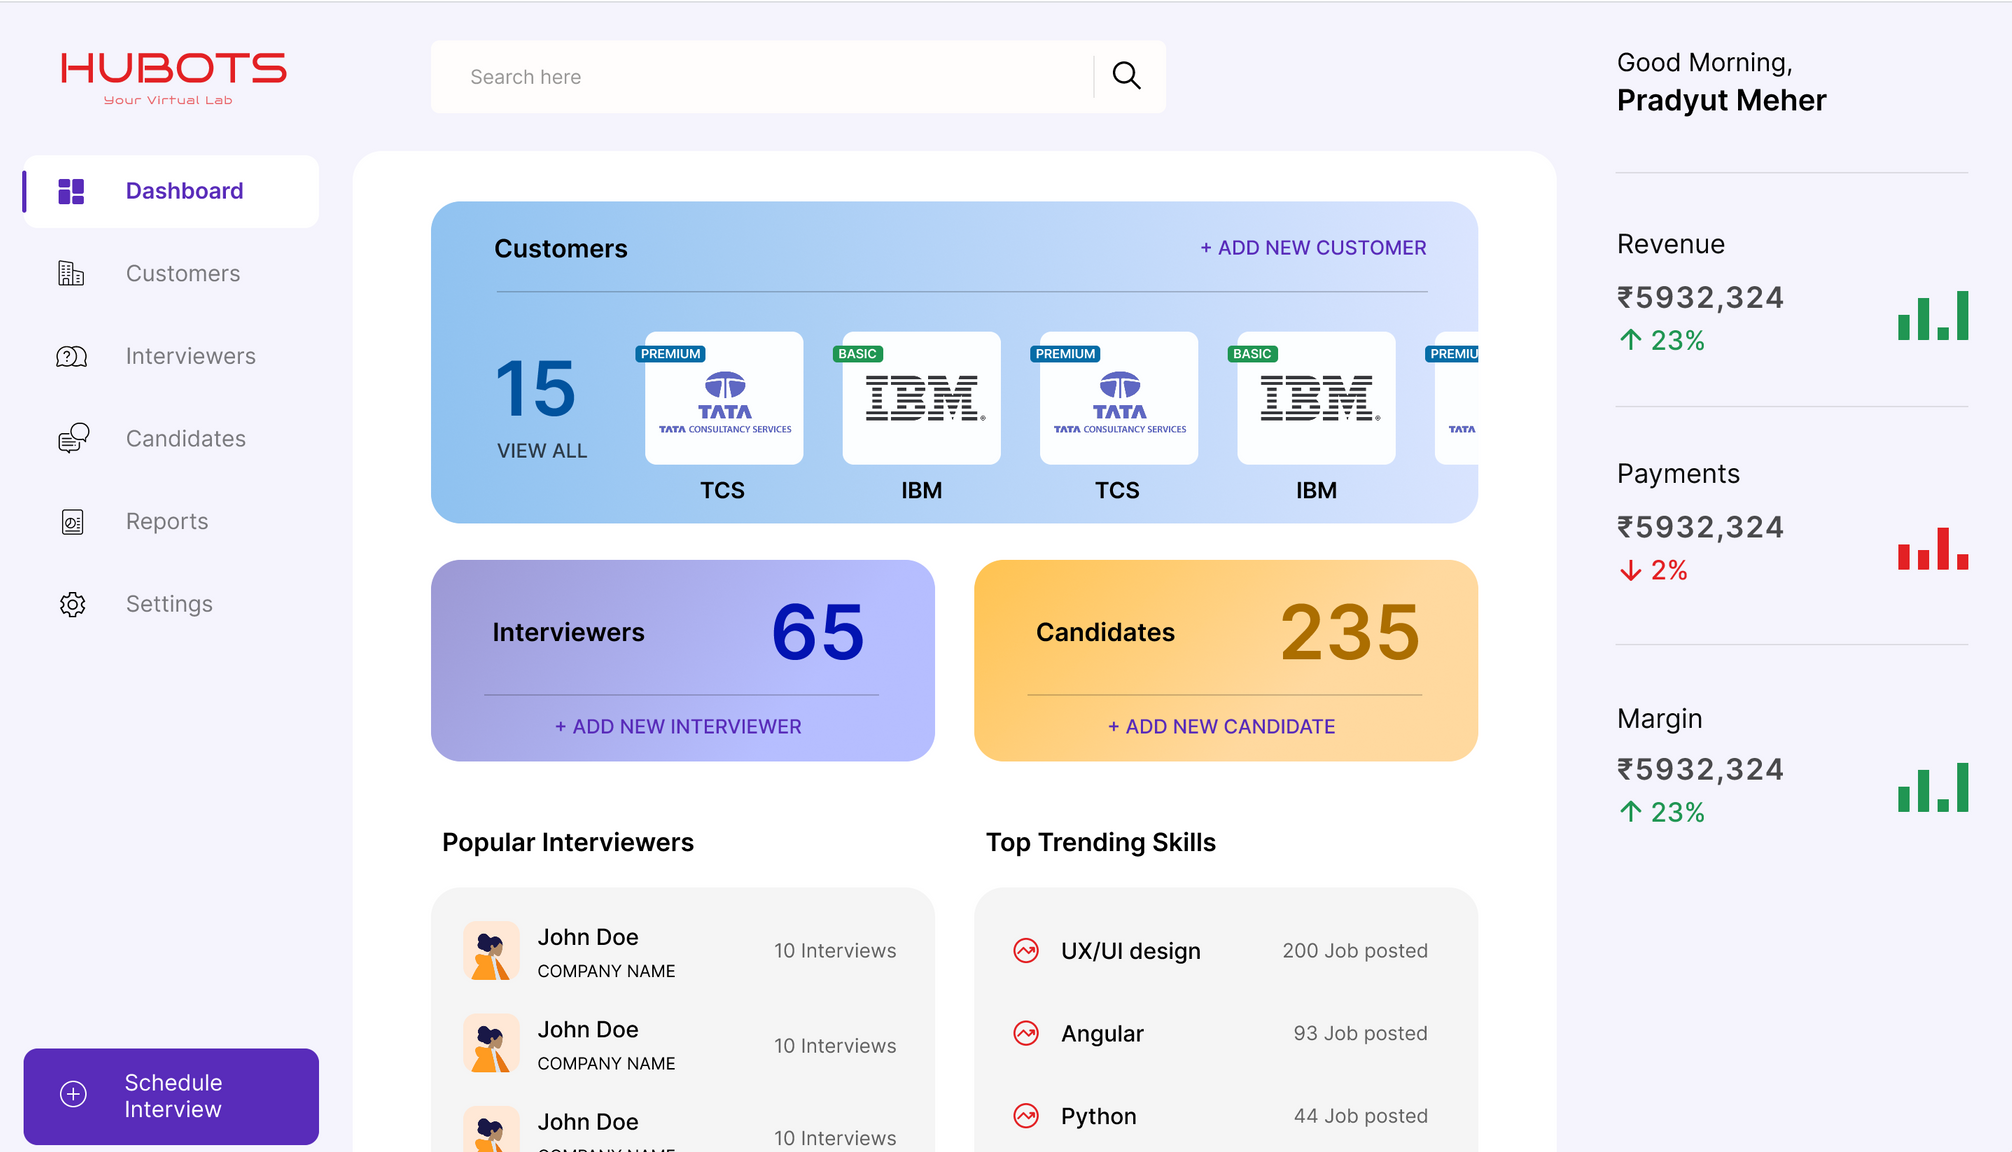 HUBOTS
Your Virtual Lab
Search here
Good Morning,
Pradyut Meher
Dashboard
Customers
Interviewers
Candidates
Reports
Settings
Schedule
Interview
Customers
+ ADD NEW CUSTOMER
15
VIEW ALL
PREMIUM
TATA
TATA CONSULTANCY SERVICES
TCS
BASIC
IBM®
IBM
PREMIUM
TATA
TATA CONSULTANCY SERVICES
TCS
BASIC
IBM®
IBM
PREMIU
TATA
Interviewers
65
+ ADD NEW INTERVIEWER
Candidates
235
+ ADD NEW CANDIDATE
Popular Interviewers
John Doe
COMPANY NAME
10 Interviews
John Doe
COMPANY NAME
10 Interviews
John Doe
COMPANY NAME
10 Interviews
Top Trending Skills
UX/UI design
200 Job posted
Angular
93 Job posted
Python
44 Job posted
Revenue
₹5932,324
↑ 23%
Payments
₹5932,324
↓ 2%
Margin
₹5932,324
↑ 23%